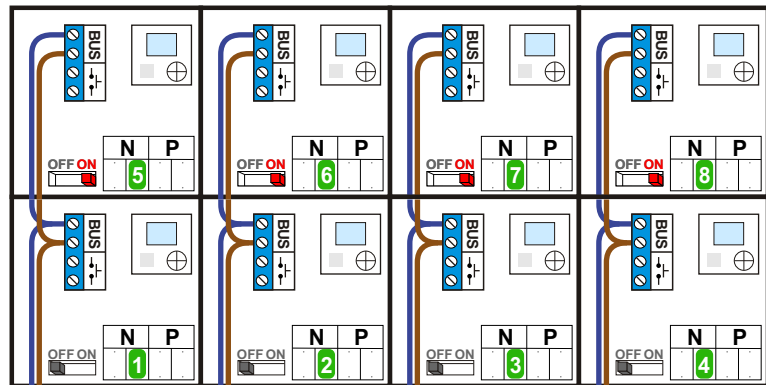 BUS BUS BUS BUS
N P N P N P N P
OFF ON OFF ON OFF ON OFF ON
5 6 7 8
BUS BUS BUS BUS
N P N P N P N P
OFF ON OFF ON OFF ON OFF ON
1 2 3 4